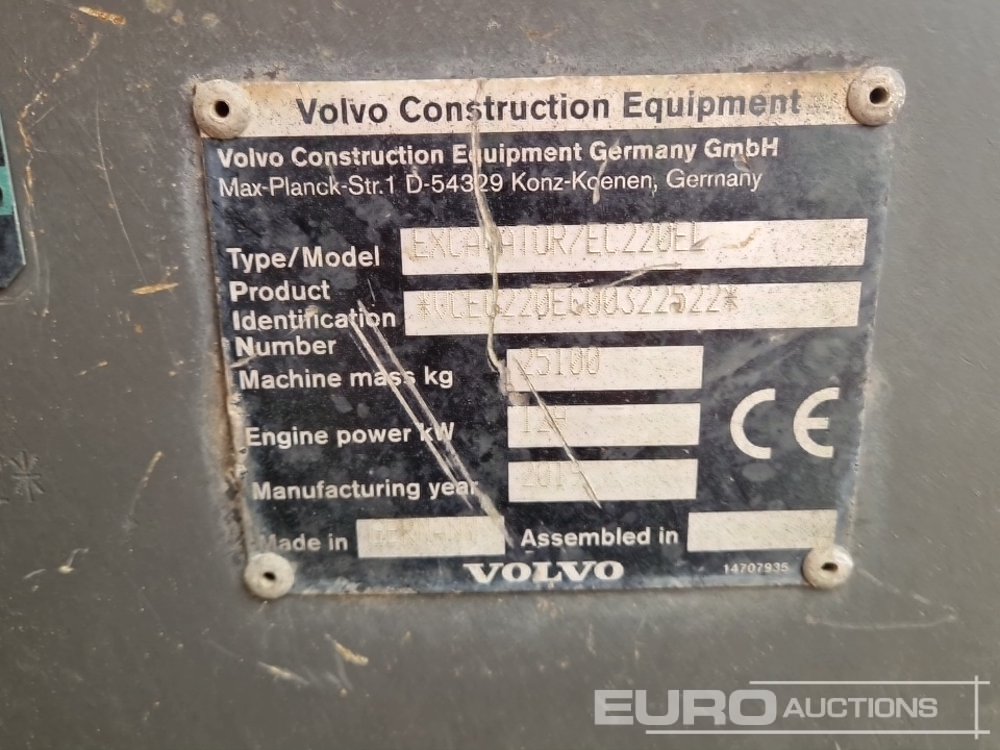 Volvo Construction Equipment
Volvo Construction Equipment Germany GmbH
Max-Planck-Str.1 D-54329 Konz-Koenen, Germany
Type/Model EXCAVATOR/EC220EL
Product
Identification *VCEC220EC00322522*
Number
Machine mass kg 25100
Engine power kW
Manufacturing year
Made in GERMANY Assembled in
VOLVO 14707935
CE
EURO AUCTIONS